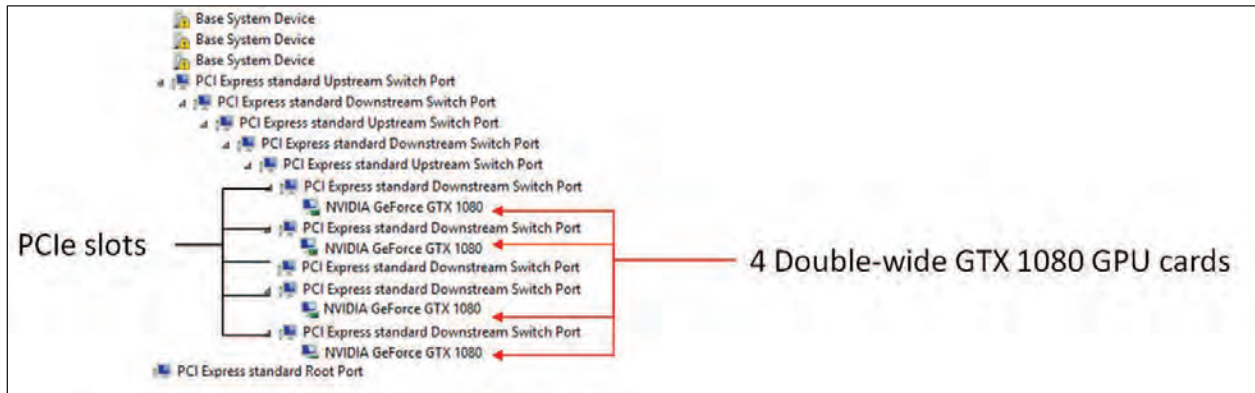 Base System Device
Base System Device
Base System Device
PCI Express standard Upstream Switch Port
PCI Express standard Downstream Switch Port
PCI Express standard Upstream Switch Port
PCI Express standard Downstream Switch Port
PCI Express standard Upstream Switch Port
PCI Express standard Downstream Switch Port
NVIDIA GeForce GTX 1080
PCI Express standard Downstream Switch Port
NVIDIA GeForce GTX 1080
PCI Express standard Downstream Switch Port
PCI Express standard Downstream Switch Port
NVIDIA GeForce GTX 1080
PCI Express standard Downstream Switch Port
NVIDIA GeForce GTX 1080
PCI Express standard Root Port
PCIe slots
4 Double-wide GTX 1080 GPU cards